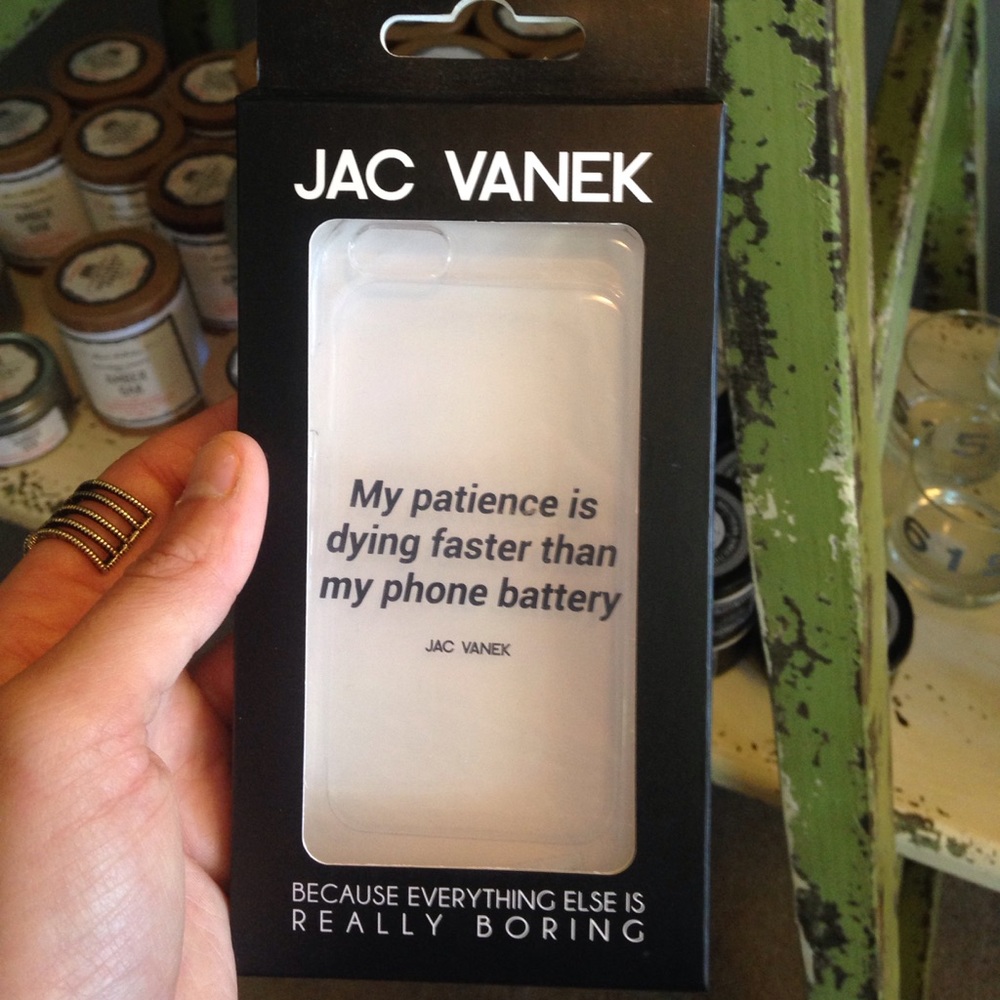 JAC VANEK
My patience is
dying faster than
my phone battery
JAC VANEK
BECAUSE EVERYTHING ELSE IS
REALLY BORING